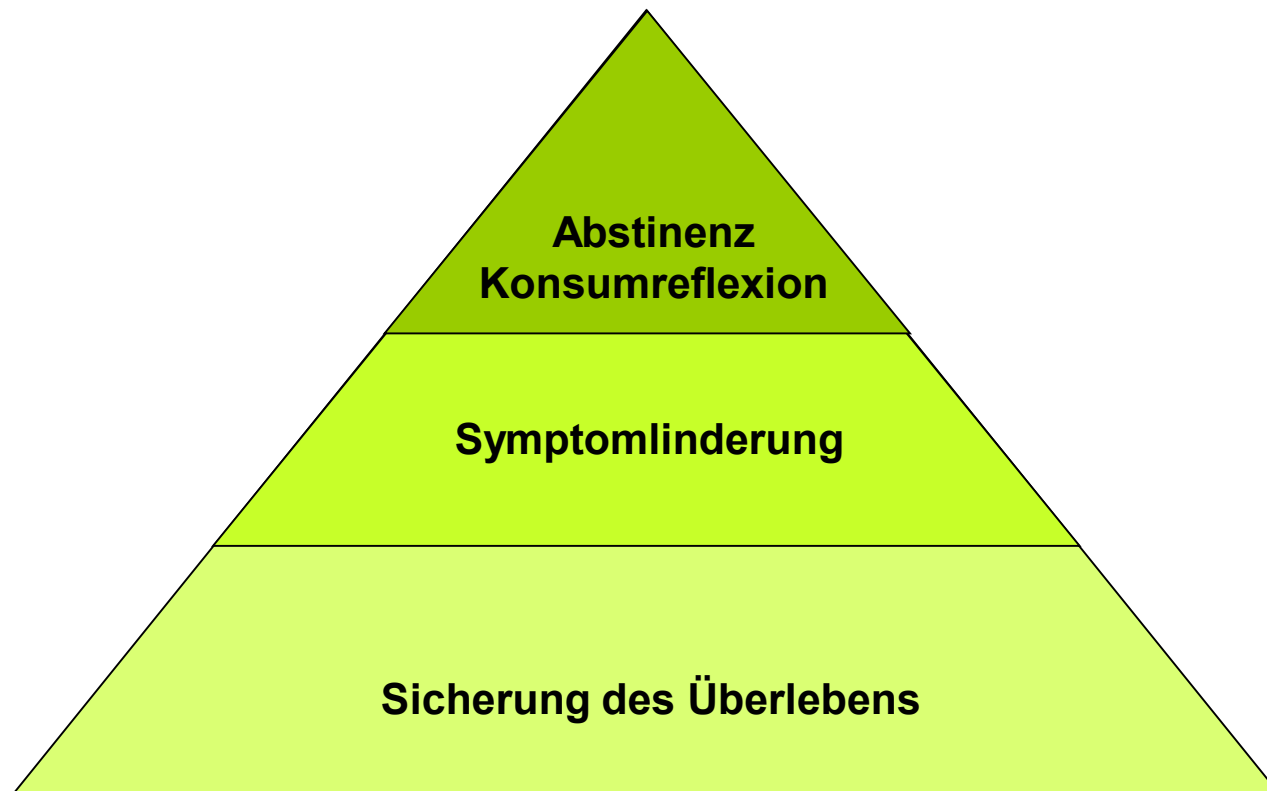 Abstinenz
Konsumreflexion
Symptomlinderung
Sicherung des Überlebens